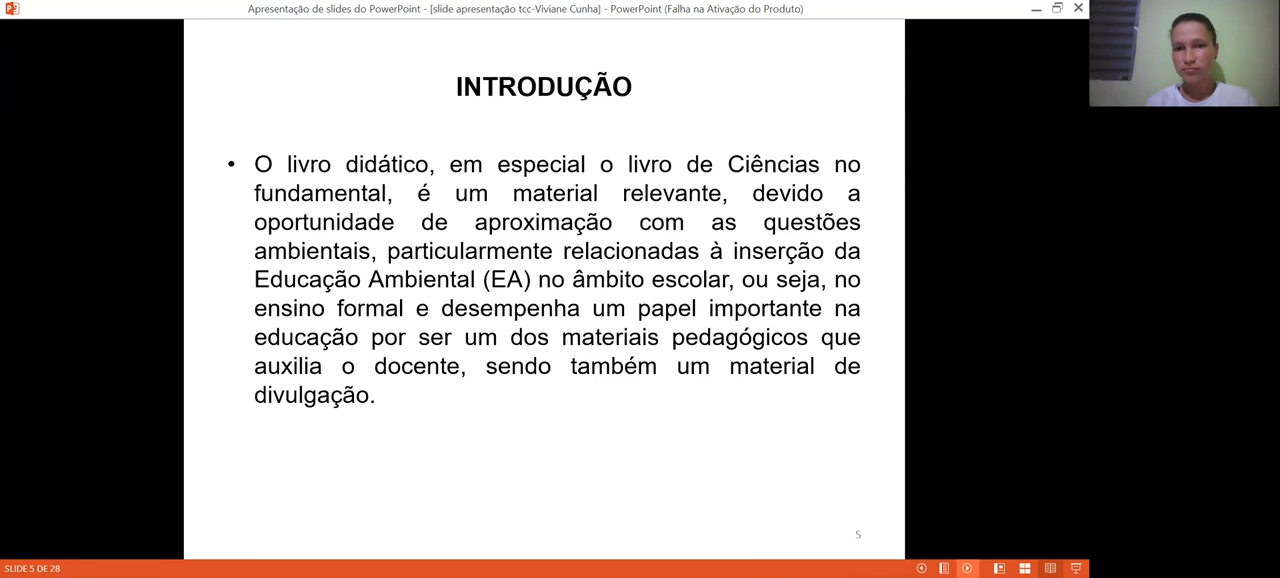 Apresentação de slides do PowerPoint - [slide apresentação tcc-Viviane Cunha] - PowerPoint (Falha na Ativação do Produto)
INTRODUÇÃO
• O livro didático, em especial o livro de Ciências no
fundamental, é um material relevante, devido a
oportunidade de aproximação com as questões
ambientais, particularmente relacionadas à inserção da
Educação Ambiental (EA) no âmbito escolar, ou seja, no
ensino formal e desempenha um papel importante na
educação por ser um dos materiais pedagógicos que
auxilia o docente, sendo também um material de
divulgação.
5
SLIDE 5 DE 28